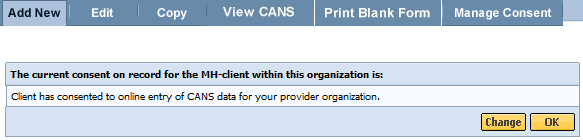 Add New Edit Copy View CANS Print Blank Form Manage Consent
The current consent on record for the MH-client within this organization is:
Client has consented to online entry of CANS data for your provider organization.
Change OK